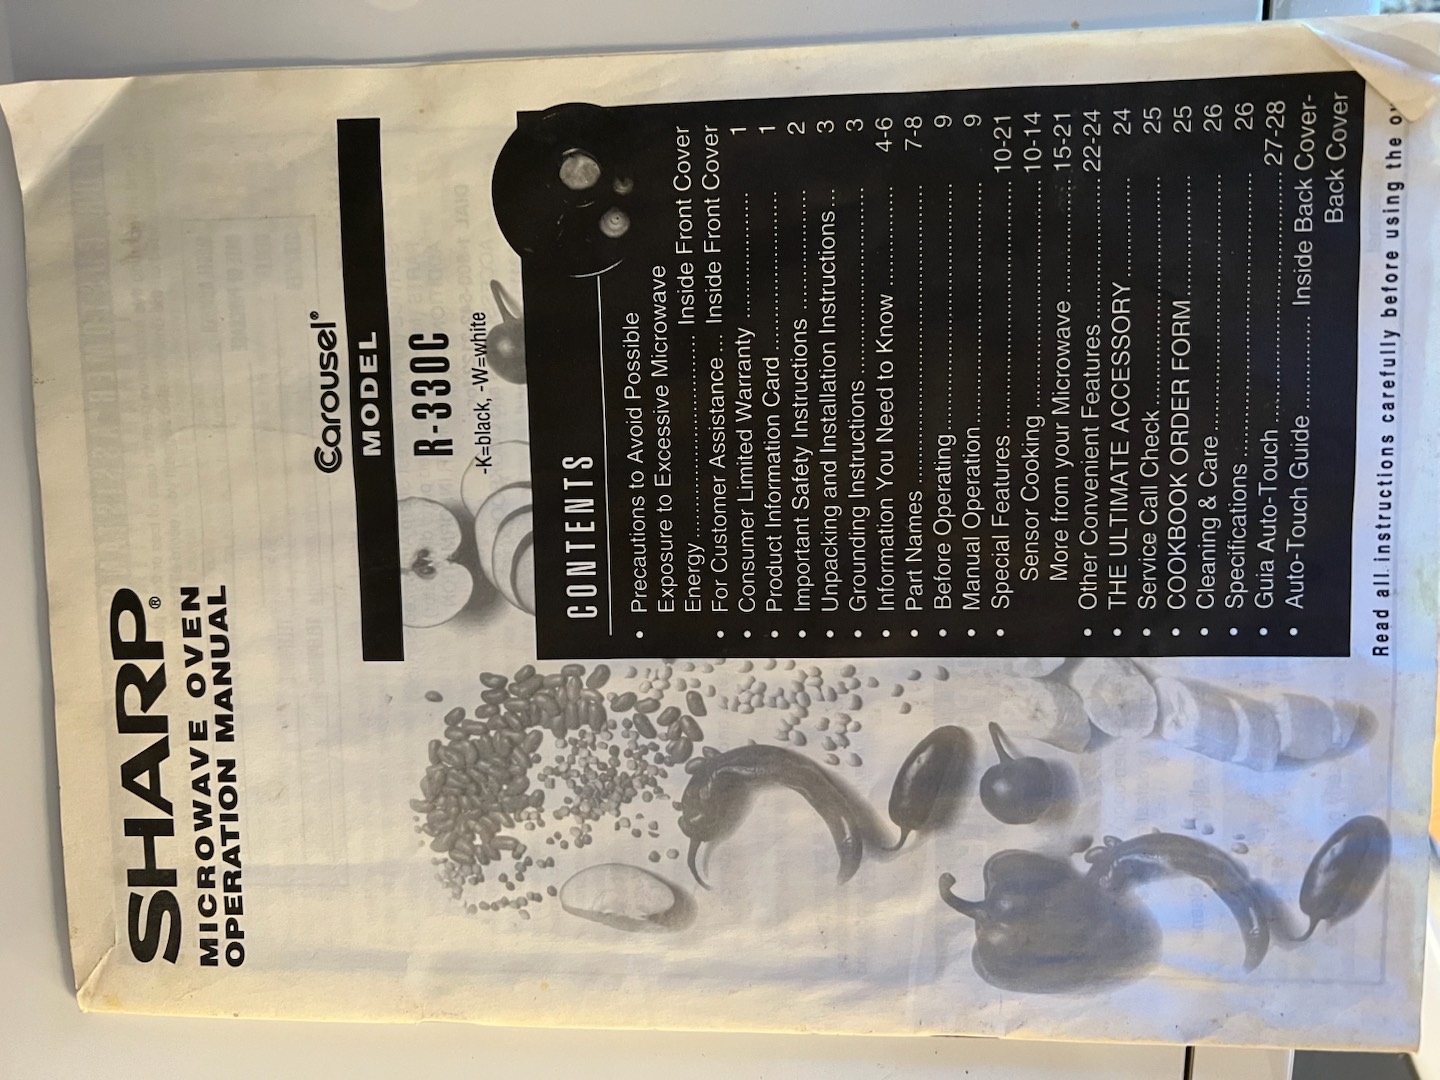 SHARP®
MICROWAVE OVEN
OPERATION MANUAL
Carousel®
MODEL
R-330C
-K=black, -W=white
CONTENTS
• Precautions to Avoid Possible
Exposure to Excessive Microwave
Energy .......... Inside Front Cover
• For Customer Assistance ... Inside Front Cover
• Consumer Limited Warranty .......... 1
• Product Information Card .......... 1
• Important Safety Instructions .......... 2
• Unpacking and Installation Instructions ... 3
• Grounding Instructions .......... 3
• Information You Need to Know .......... 4-6
• Part Names .......... 7-8
• Before Operating .......... 9
• Manual Operation .......... 9
• Special Features .......... 10-21
Sensor Cooking .......... 10-14
More from your Microwave .......... 15-21
• Other Convenient Features .......... 22-24
• THE ULTIMATE ACCESSORY .......... 24
• Service Call Check .......... 25
• COOKBOOK ORDER FORM .......... 25
• Cleaning & Care .......... 26
• Specifications .......... 26
• Guia Auto-Touch .......... 27-28
• Auto-Touch Guide .......... Inside Back Cover-
Back Cover
Read all instructions carefully before using the